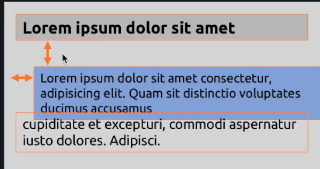 Lorem ipsum dolor sit amet
Lorem ipsum dolor sit amet consectetur,
adipisicing elit. Quam sit distinctio voluptates
ducimus accusamus
cupiditate et excepturi, commodi aspernatur
iusto dolores. Adipisci.